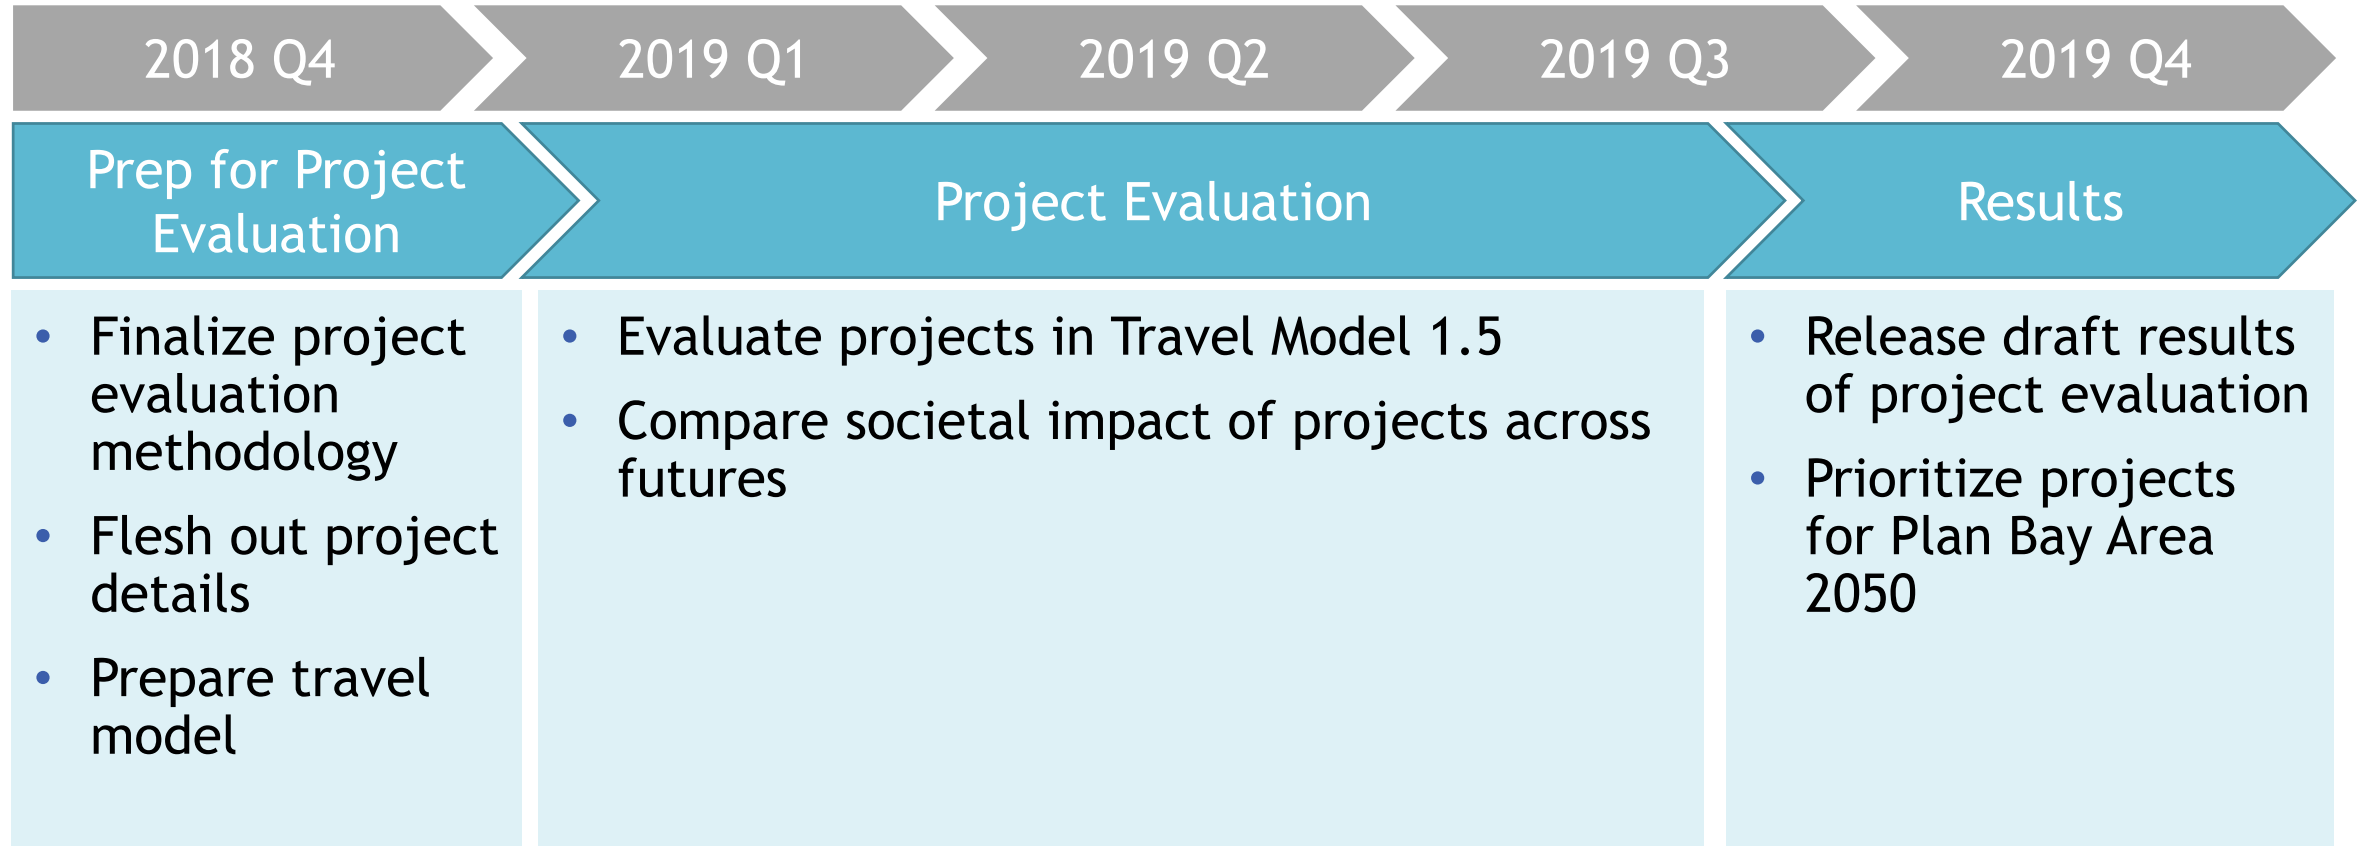 2018 Q4
2019 Q1
2019 Q2
2019 Q3
2019 Q4
Prep for Project
Evaluation
Project Evaluation
Results
• Finalize project
evaluation
methodology
• Flesh out project
details
• Prepare travel
model
• Evaluate projects in Travel Model 1.5
• Compare societal impact of projects across
futures
• Release draft results
of project evaluation
• Prioritize projects
for Plan Bay Area
2050